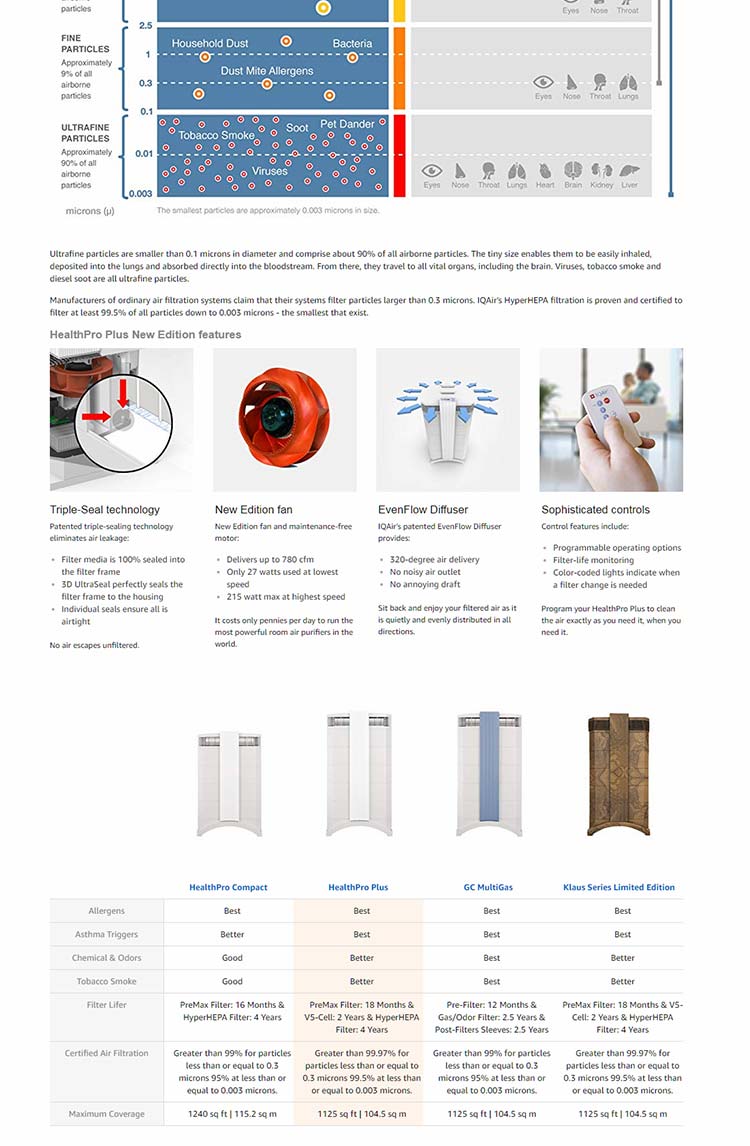 particles
Eyes Nose Throat
2.5
FINE
PARTICLES
Approximately
9% of all
airborne
particles
Household Dust
Bacteria
1
Dust Mite Allergens
0.3
Eyes Nose Throat Lungs
0.1
ULTRAFINE
PARTICLES
Approximately
90% of all
airborne
particles
Tobacco Smoke
Soot
Pet Dander
0.01
Viruses
0.003
Eyes Nose Throat Lungs Heart Brain Kidney Liver
microns (µ)
The smallest particles are approximately 0.003 microns in size.
Ultrafine particles are smaller than 0.1 microns in diameter and comprise about 90% of all airborne particles. The tiny size enables them to be easily inhaled,
deposited into the lungs and absorbed directly into the bloodstream. From there, they travel to all vital organs, including the brain. Viruses, tobacco smoke and
diesel soot are all ultrafine particles.
Manufacturers of ordinary air filtration systems claim that their systems filter particles larger than 0.3 microns. IQAir's HyperHEPA filtration is proven and certified to
filter at least 99.5% of all particles down to 0.003 microns - the smallest that exist.
HealthPro Plus New Edition features
Triple-Seal technology
Patented triple-sealing technology
eliminates air leakage:
• Filter media is 100% sealed into
the filter frame
• 3D UltraSeal perfectly seals the
filter frame to the housing
• Individual seals ensure all is
airtight
No air escapes unfiltered.
New Edition fan
New Edition fan and maintenance-free
motor:
• Delivers up to 780 cfm
• Only 27 watts used at lowest
speed
• 215 watt max at highest speed
It costs only pennies per day to run the
most powerful room air purifiers in the
world.
EvenFlow Diffuser
IQAir's patented EvenFlow Diffuser
provides:
• 320-degree air delivery
• No noisy air outlet
• No annoying draft
Sit back and enjoy your filtered air as it
is quietly and evenly distributed in all
directions.
Sophisticated controls
Control features include:
• Programmable operating options
• Filter-life monitoring
• Color-coded lights indicate when
a filter change is needed
Program your HealthPro Plus to clean
the air exactly as you need it, when you
need it.
HealthPro Compact HealthPro Plus GC MultiGas Klaus Series Limited Edition
Allergens Best Best Best Best
Asthma Triggers Better Best Best Best
Chemical & Odors Good Better Best Better
Tobacco Smoke Good Better Best Better
Filter Lifer PreMax Filter: 16 Months & PreMax Filter: 18 Months & Pre-Filter: 12 Months & PreMax Filter: 18 Months & V5-
HyperHEPA Filter: 4 Years V5-Cell: 2 Years & HyperHEPA Gas/Odor Filter: 2.5 Years & Cell: 2 Years & HyperHEPA
Filter: 4 Years Post-Filters Sleeves: 2.5 Years Filter: 4 Years
Certified Air Filtration Greater than 99% for particles Greater than 99.97% for Greater than 99% for particles Greater than 99.97% for
less than or equal to 0.3 particles less than or equal to less than or equal to 0.3 particles less than or equal to
microns 95% at less than or 0.3 microns 99.5% at less than microns 95% at less than or 0.3 microns 99.5% at less than
equal to 0.003 microns. or equal to 0.003 microns. equal to 0.003 microns. or equal to 0.003 microns.
Maximum Coverage 1240 sq ft | 115.2 sq m 1125 sq ft | 104.5 sq m 1125 sq ft | 104.5 sq m 1125 sq ft | 104.5 sq m